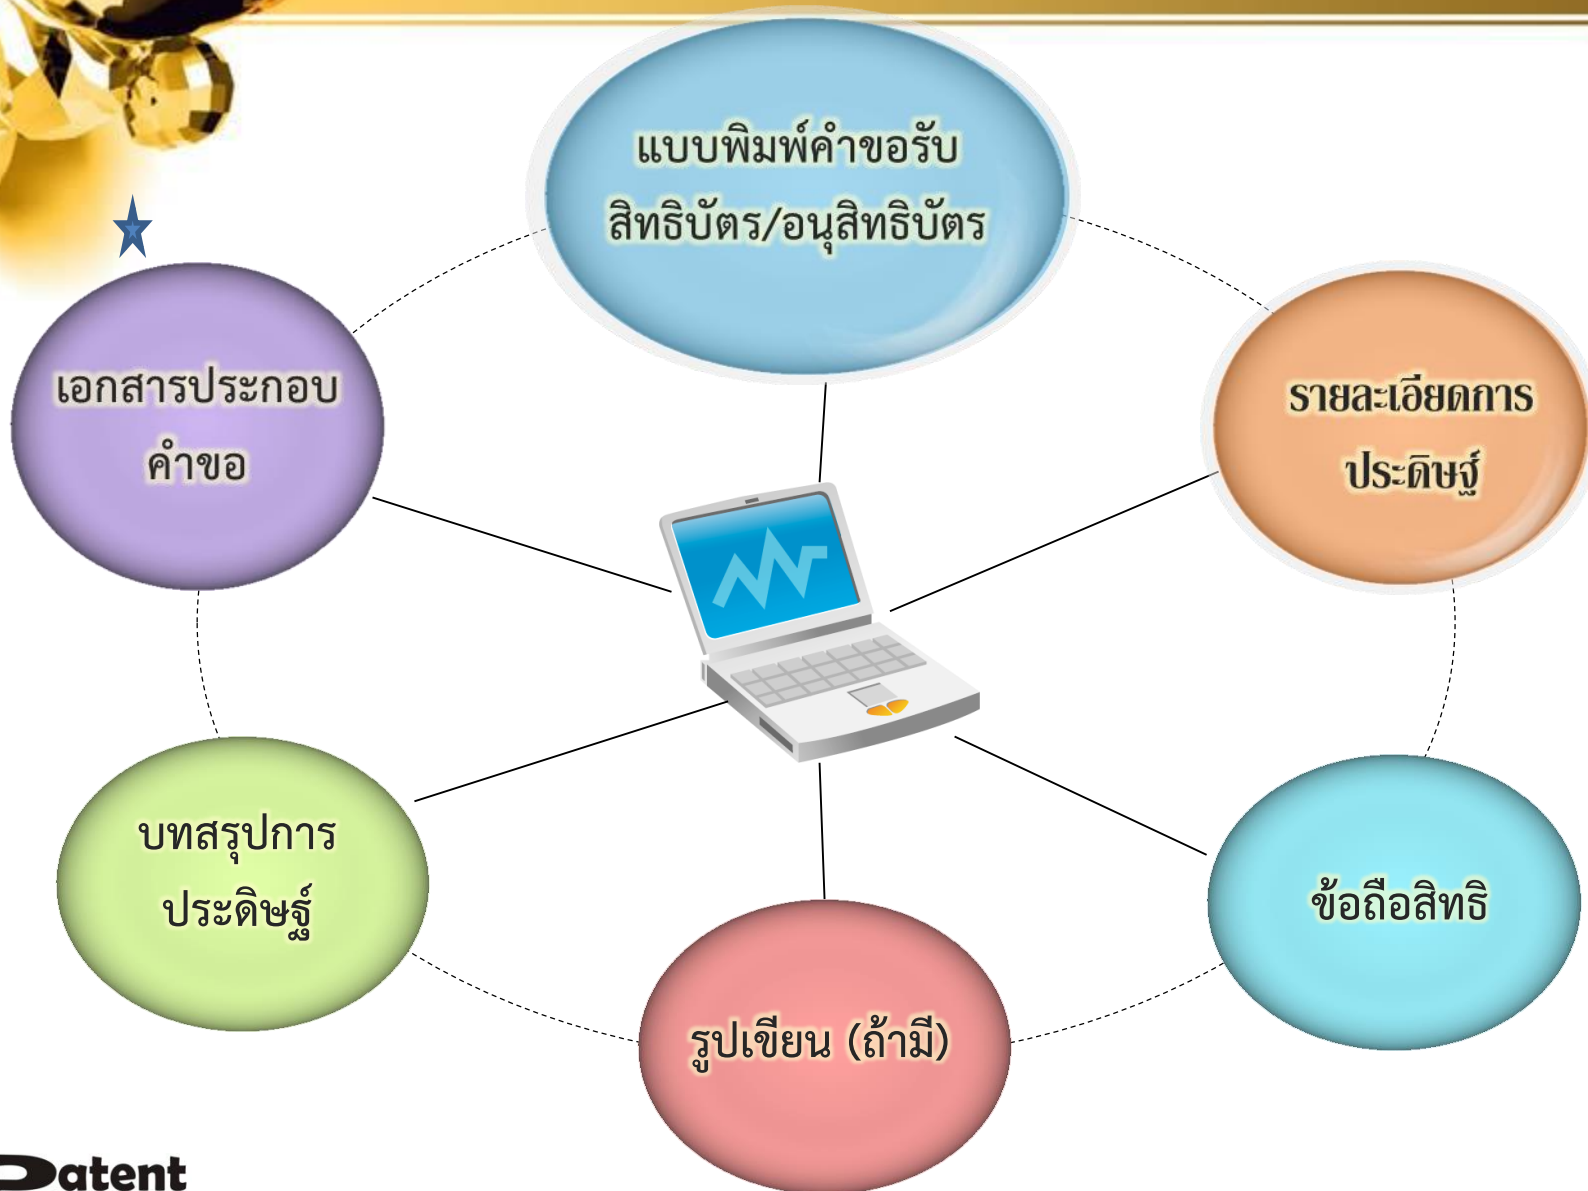 แบบพิมพ์คำขอรับ
สิทธิบัตร/อนุสิทธิบัตร
เอกสารประกอบ
คำขอ
รายละเอียดการ
ประดิษฐ์
บทสรุปการ
ประดิษฐ์
ข้อถือสิทธิ
รูปเขียน (ถ้ามี)
Patent